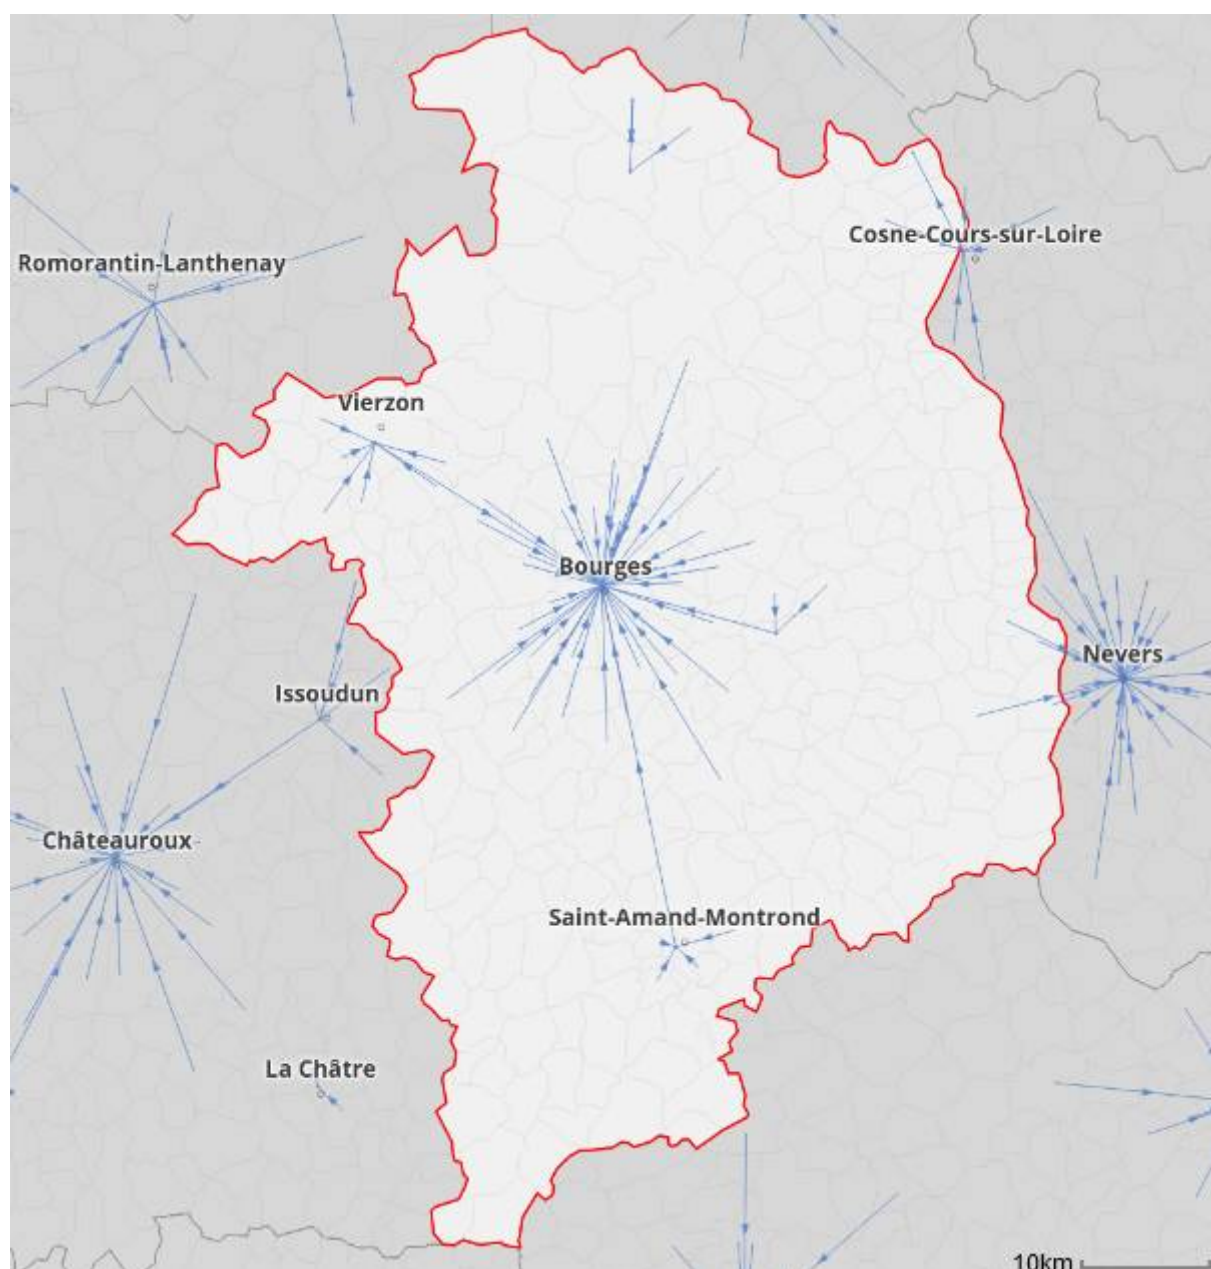 Cosne-Cours-sur-Loire
Romorantin-Lanthenay
Vierzon
Bourges
Nevers
Issoudun
Châteauroux
Saint-Amand-Montrond
La Châtre
10km